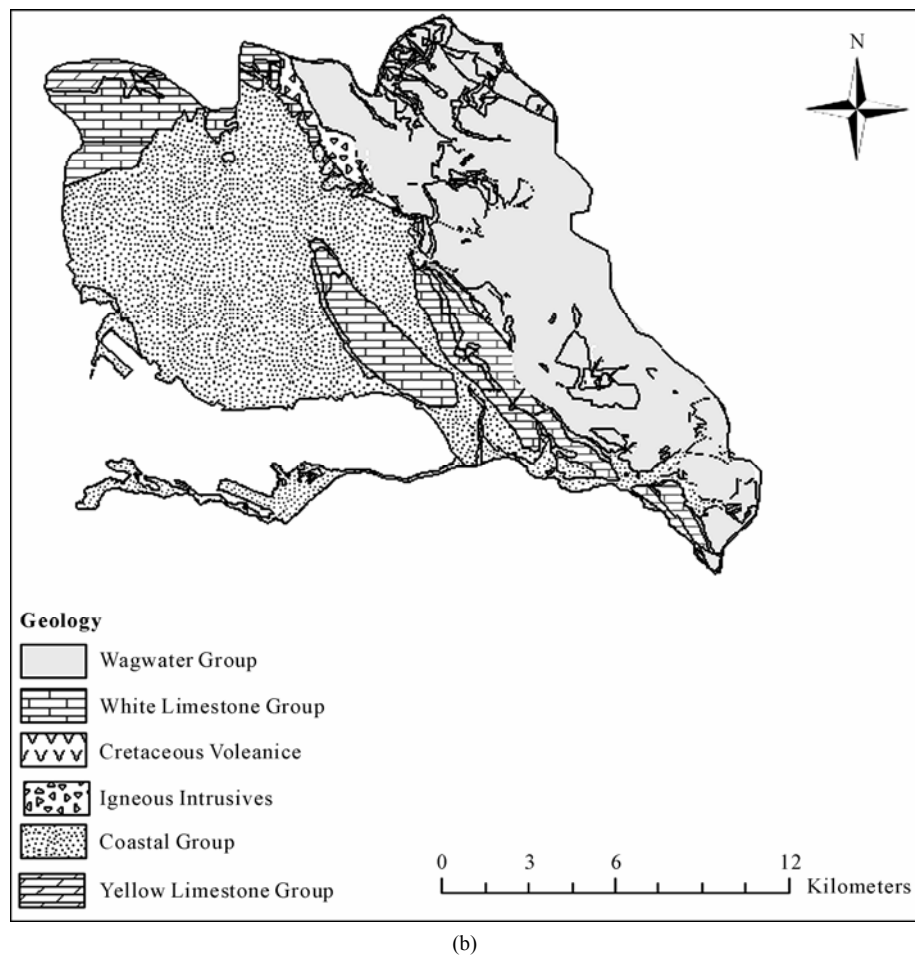 N
Geology
Wagwater Group
White Limestone Group
Cretaceous Voleanice
Igneous Intrusives
Coastal Group
Yellow Limestone Group
0 3 6 12
Kilometers
(b)